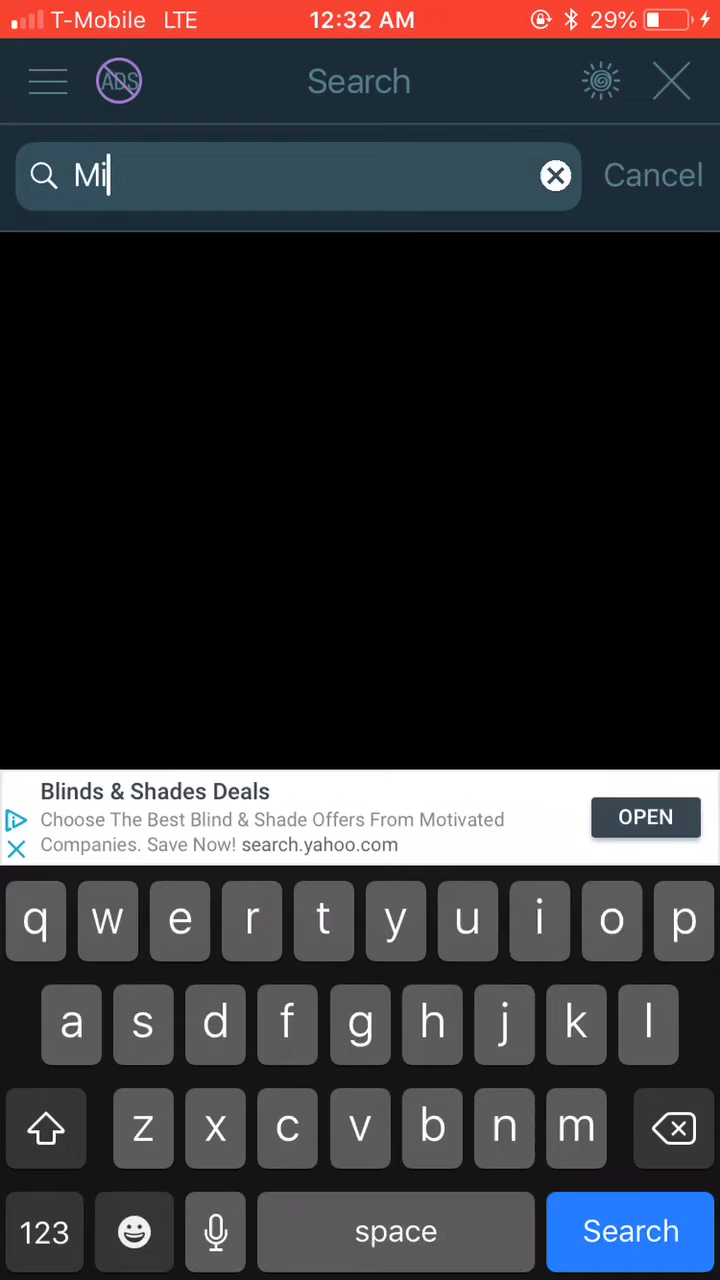 T-Mobile LTE 12:32 AM 29%
ADS Search
Mi Cancel
Blinds & Shades Deals
Choose The Best Blind & Shade Offers From Motivated
Companies. Save Now! search.yahoo.com
OPEN
q w e r t y u i o p
a s d f g h j k l
z x c v b n m
123 space Search